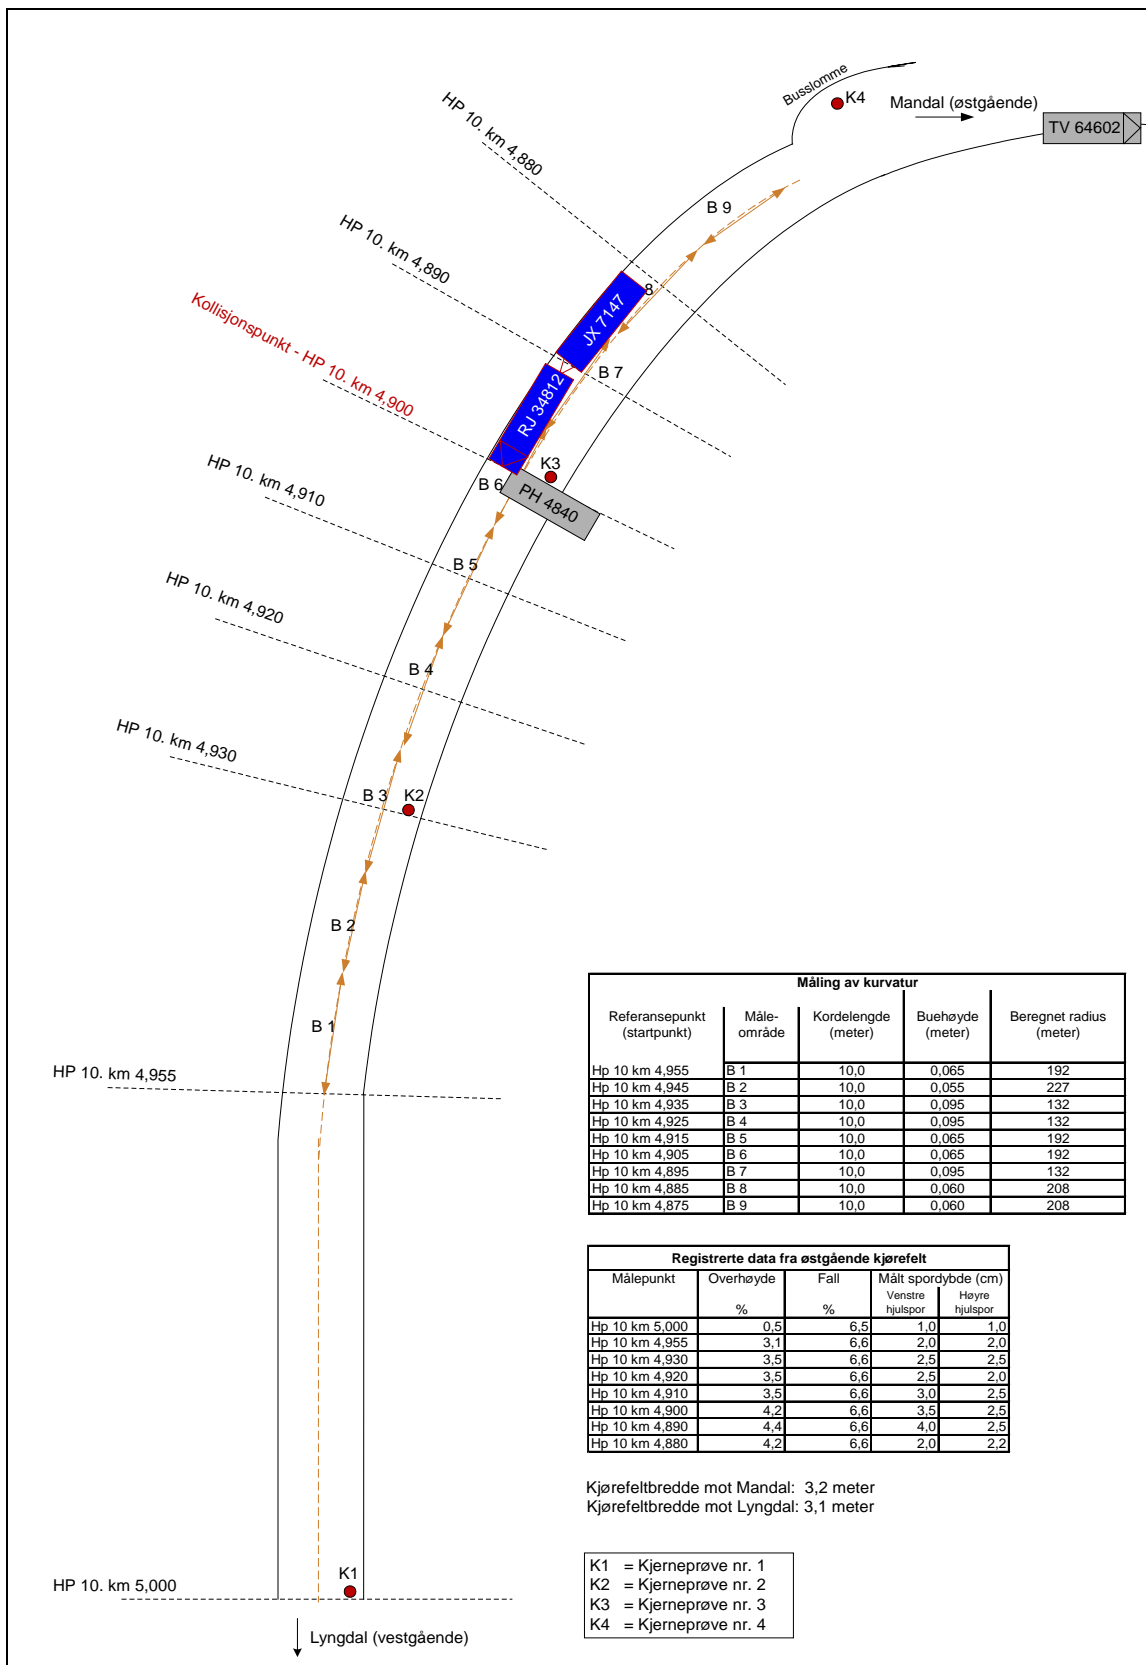 Busslomme
K4
Mandal (østgående)
TV 64602
HP 10. km 4,880
B 9
HP 10. km 4,890
8
JX 7147
Kollisjonspunkt - HP 10. km 4,900
B 7
RJ 34812
K3
HP 10. km 4,910
B 6
PH 4840
B 5
HP 10. km 4,920
B 4
HP 10. km 4,930
B 3
K2
B 2
B 1
HP 10. km 4,955
Måling av kurvatur
Referansepunkt (startpunkt) Måle-område Kordelengde (meter) Buehøyde (meter) Beregnet radius (meter)
Hp 10 km 4,955 B 1 10,0 0,065 192
Hp 10 km 4,945 B 2 10,0 0,055 227
Hp 10 km 4,935 B 3 10,0 0,095 132
Hp 10 km 4,925 B 4 10,0 0,095 132
Hp 10 km 4,915 B 5 10,0 0,065 192
Hp 10 km 4,905 B 6 10,0 0,065 192
Hp 10 km 4,895 B 7 10,0 0,095 132
Hp 10 km 4,885 B 8 10,0 0,060 208
Hp 10 km 4,875 B 9 10,0 0,060 208
Registrerte data fra østgående kjørefelt
Målepunkt Overhøyde Fall Målt spordybde (cm)
% % Venstre hjulspor Høyre hjulspor
Hp 10 km 5,000 0,5 6,5 1,0 1,0
Hp 10 km 4,955 3,1 6,6 2,0 2,0
Hp 10 km 4,930 3,5 6,6 2,5 2,5
Hp 10 km 4,920 3,5 6,6 2,5 2,0
Hp 10 km 4,910 3,5 6,6 3,0 2,5
Hp 10 km 4,900 4,2 6,6 3,5 2,5
Hp 10 km 4,890 4,4 6,6 4,0 2,5
Hp 10 km 4,880 4,2 6,6 2,0 2,2
Kjørefeltbredde mot Mandal: 3,2 meter
Kjørefeltbredde mot Lyngdal: 3,1 meter
K1 = Kjerneprøve nr. 1
K2 = Kjerneprøve nr. 2
K3 = Kjerneprøve nr. 3
K4 = Kjerneprøve nr. 4
K1
HP 10. km 5,000
Lyngdal (vestgående)